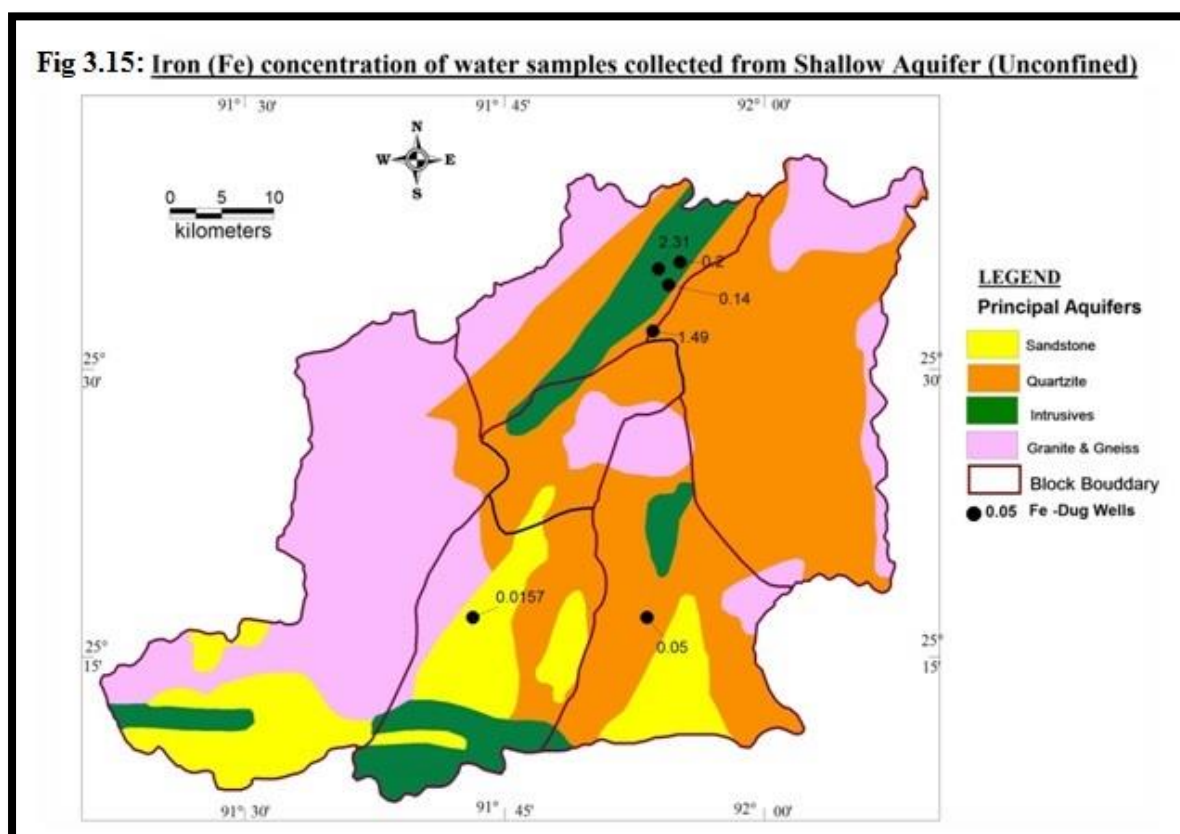 Fig 3.15: Iron (Fe) concentration of water samples collected from Shallow Aquifer (Unconfined)
91° 30'
91° 45'
92° 00'
N
W E
S
0 5 10
kilometers
2.31
0.2
0.14
1.49
25°
30'
25°
30'
LEGEND
Principal Aquifers
Sandstone
Quartzite
Intrusives
Granite & Gneiss
Block Bouddary
0.05 Fe -Dug Wells
0.0157
0.05
25°
15'
25°
15'
91° 30'
91° 45'
92° 00'